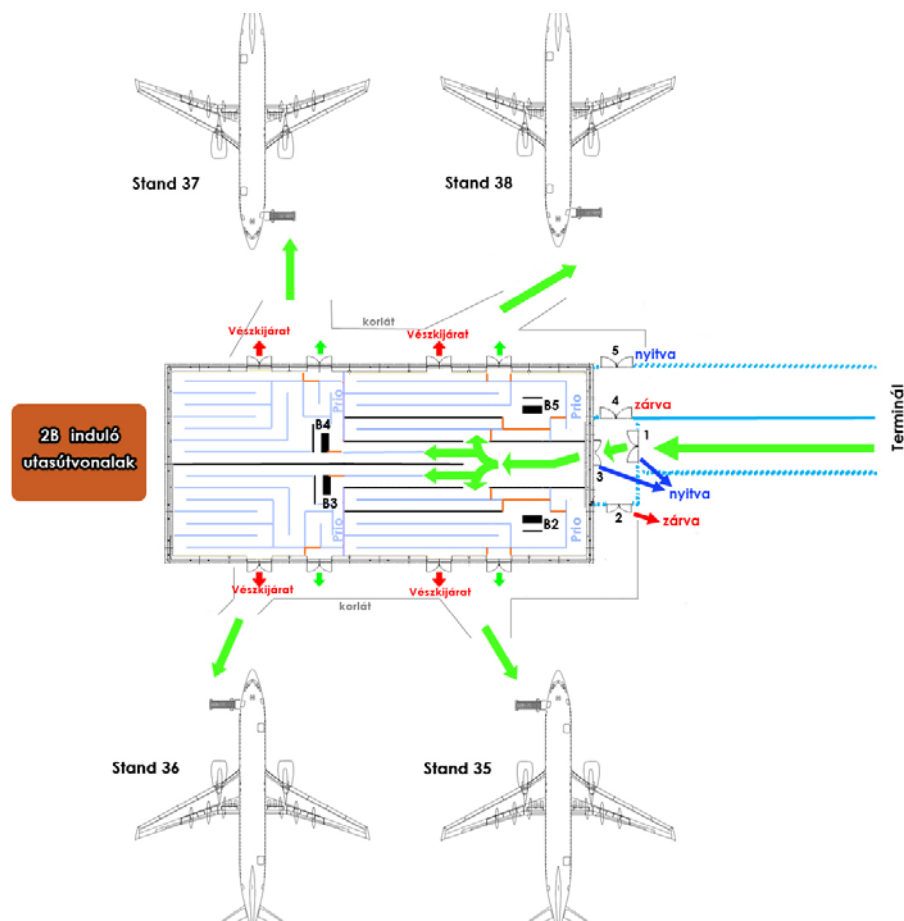 Stand 37
Stand 38
korlát
Vészkijárat
Vészkijárat
5
nyitva
4
zárva
Prio
B4
B5
Prio
1
Terminál
2B induló
utasútvonalak
3
nyitva
B3
Prio
B2
Prio
2
zárva
Vészkijárat
Vészkijárat
korlát
Stand 36
Stand 35